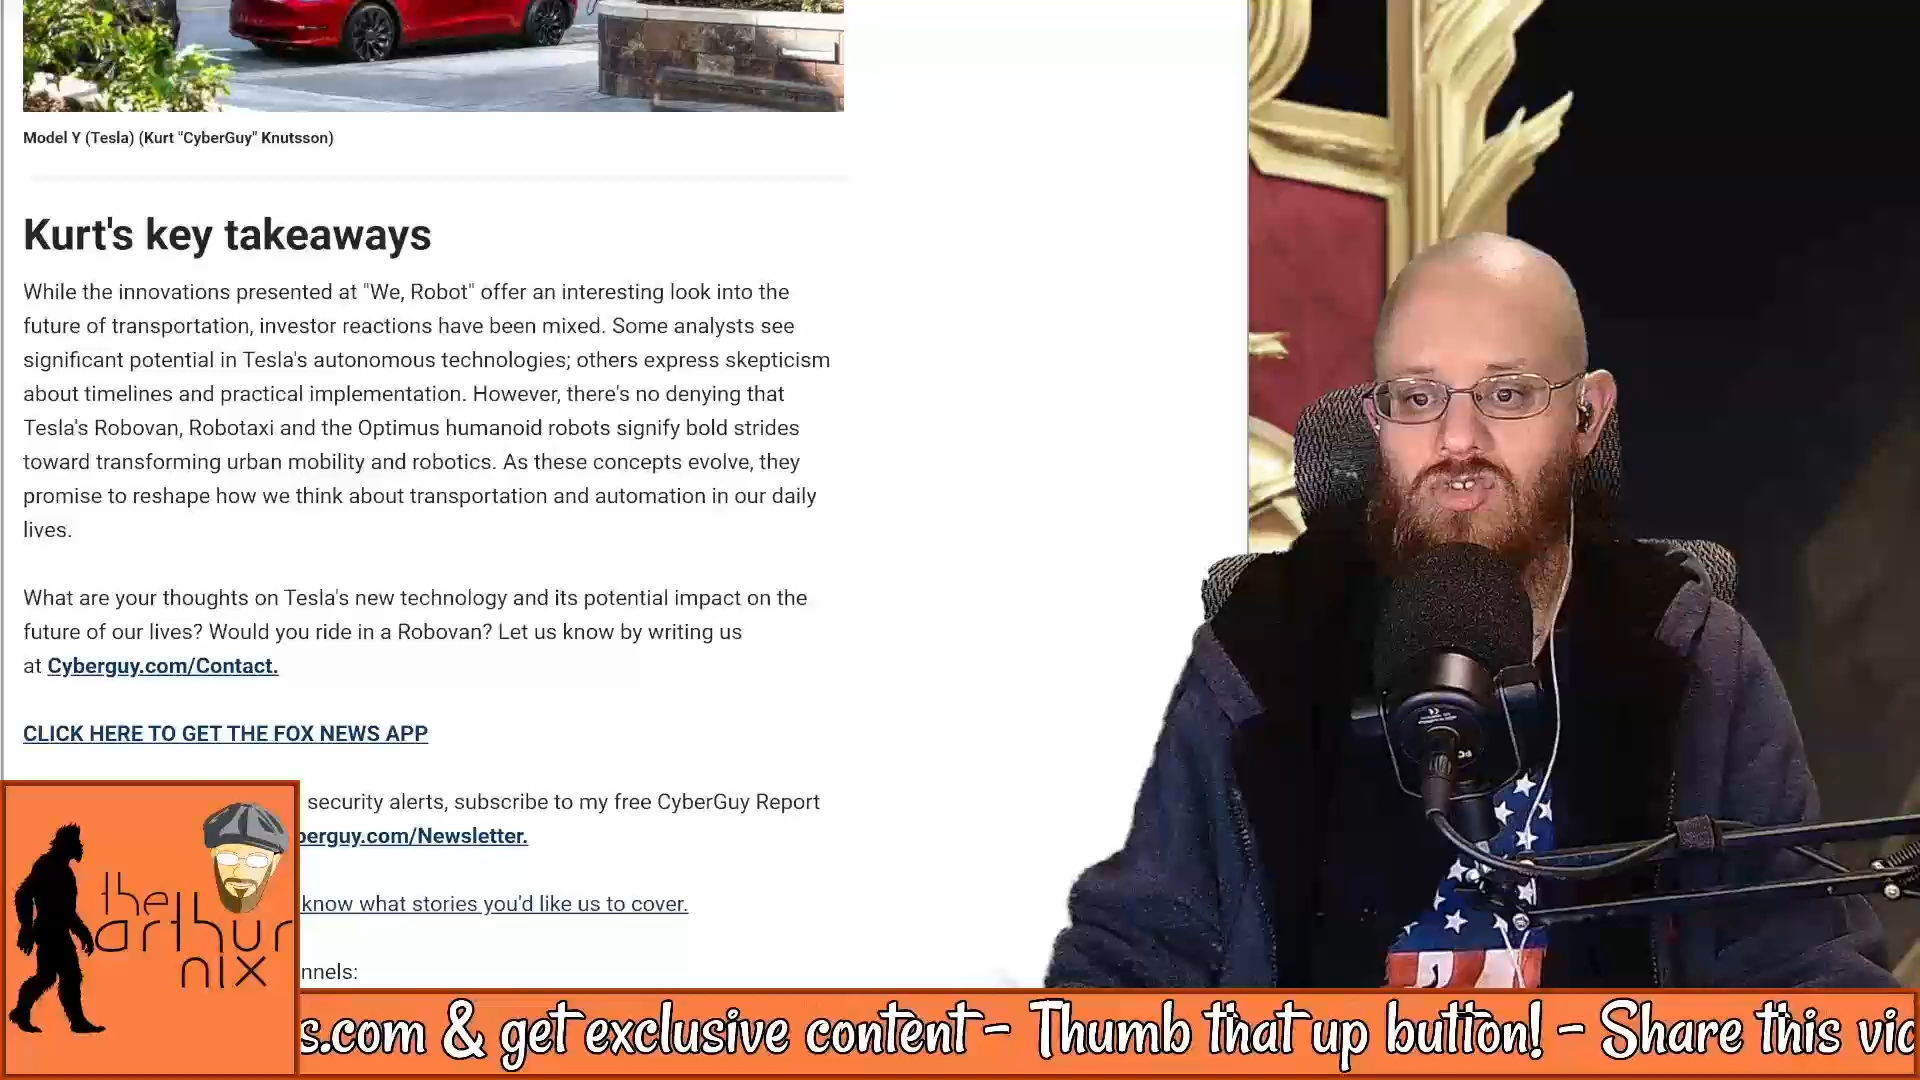 Model Y (Tesla) (Kurt "CyberGuy" Knutsson)
Kurt's key takeaways
While the innovations presented at "We, Robot" offer an interesting look into the
future of transportation, investor reactions have been mixed. Some analysts see
significant potential in Tesla's autonomous technologies; others express skepticism
about timelines and practical implementation. However, there's no denying that
Tesla's Robovan, Robotaxi and the Optimus humanoid robots signify bold strides
toward transforming urban mobility and robotics. As these concepts evolve, they
promise to reshape how we think about transportation and automation in our daily
lives.
What are your thoughts on Tesla's new technology and its potential impact on the
future of our lives? Would you ride in a Robovan? Let us know by writing us
at Cyberguy.com/Contact.
CLICK HERE TO GET THE FOX NEWS APP
security alerts, subscribe to my free CyberGuy Report
berguy.com/Newsletter.
know what stories you'd like us to cover.
nnels:
the
arthur
nix
s.com & get exclusive content - Thumb that up button! - Share this vid